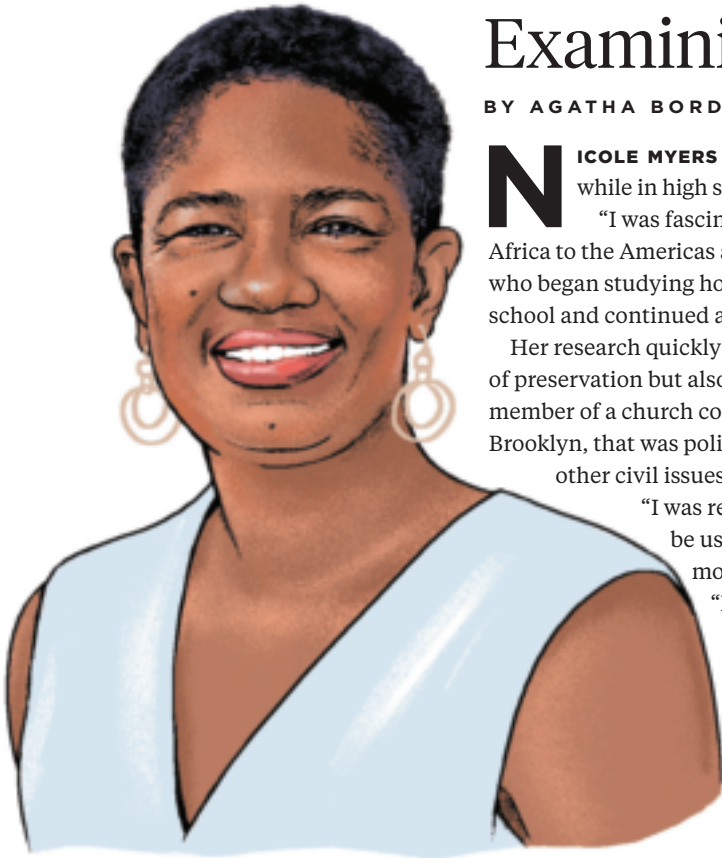 Examini
BY AGATHA BORD
NICOLE MYERS
while in high s
“I was fascin
Africa to the Americas a
who began studying ho
school and continued a
Her research quickly
of preservation but also
member of a church co
Brooklyn, that was poli
other civil issues
“I was re
be us
mo